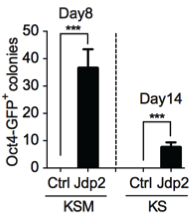 Day8
Oct4-GFP+ colonies
50
40
30
20
10
0
***
Day14
***
Ctrl Jdp2 Ctrl Jdp2
KSM KS